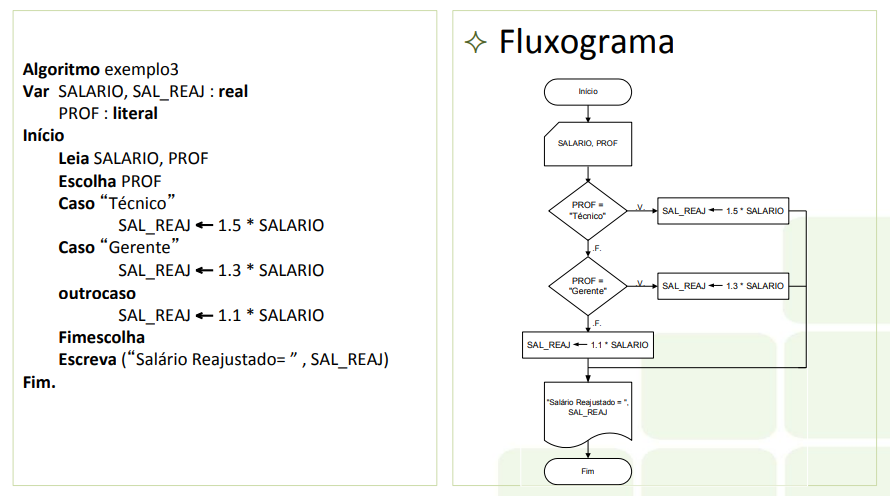 Algoritmo exemplo3
Var SALARIO, SAL_REAJ : real
PROF : literal
Início
Leia SALARIO, PROF
Escolha PROF
Caso “Técnico”
SAL_REAJ ← 1.5 * SALARIO
Caso “Gerente”
SAL_REAJ ← 1.3 * SALARIO
outrocaso
SAL_REAJ ← 1.1 * SALARIO
Fimescolha
Escreva (“Salário Reajustado= ” , SAL_REAJ)
Fim.
Fluxograma
Início
SALARIO, PROF
PROF =
"Técnico"
.V.
SAL_REAJ ← 1.5 * SALARIO
.F.
PROF =
"Gerente"
.V.
SAL_REAJ ← 1.3 * SALARIO
.F.
SAL_REAJ ← 1.1 * SALARIO
"Salário Reajustado = ",
SAL_REAJ
Fim